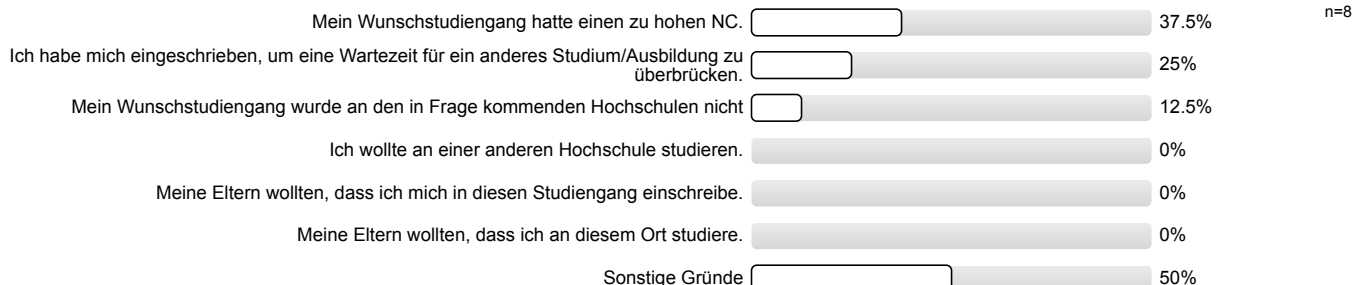 Mein Wunschstudiengang hatte einen zu hohen NC. 37.5% n=8
Ich habe mich eingeschrieben, um eine Wartezeit für ein anderes Studium/Ausbildung zu
überbrücken. 25%
Mein Wunschstudiengang wurde an den in Frage kommenden Hochschulen nicht 12.5%
Ich wollte an einer anderen Hochschule studieren. 0%
Meine Eltern wollten, dass ich mich in diesen Studiengang einschreibe. 0%
Meine Eltern wollten, dass ich an diesem Ort studiere. 0%
Sonstige Gründe 50%